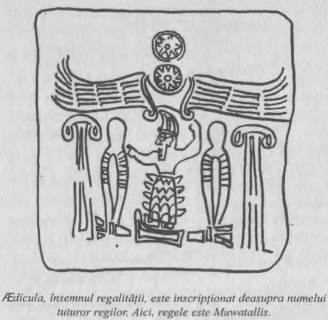 Ædicula, însemnul regalității, este inscripționat deasupra numelui
tuturor regilor. Aici, regele este Muwatallis.